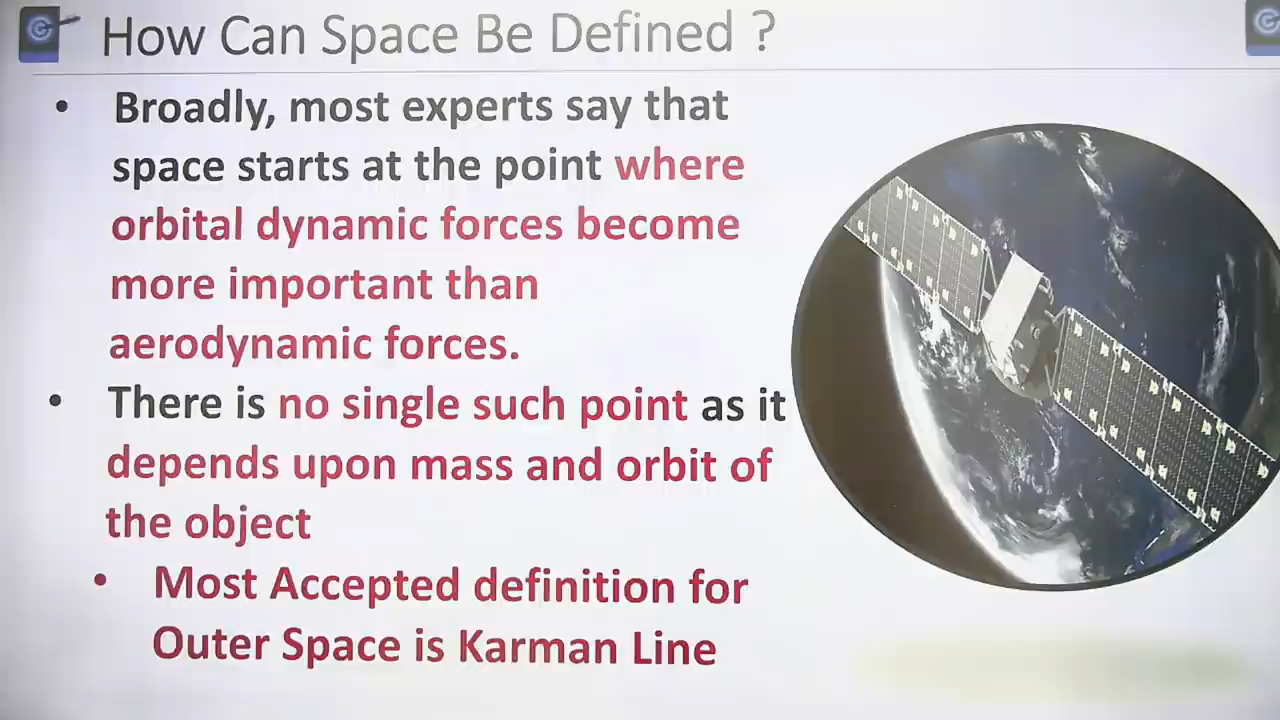 How Can Space Be Defined ?
• Broadly, most experts say that
space starts at the point where
orbital dynamic forces become
more important than
aerodynamic forces.
• There is no single such point as it
depends upon mass and orbit of
the object
• Most Accepted definition for
Outer Space is Karman Line